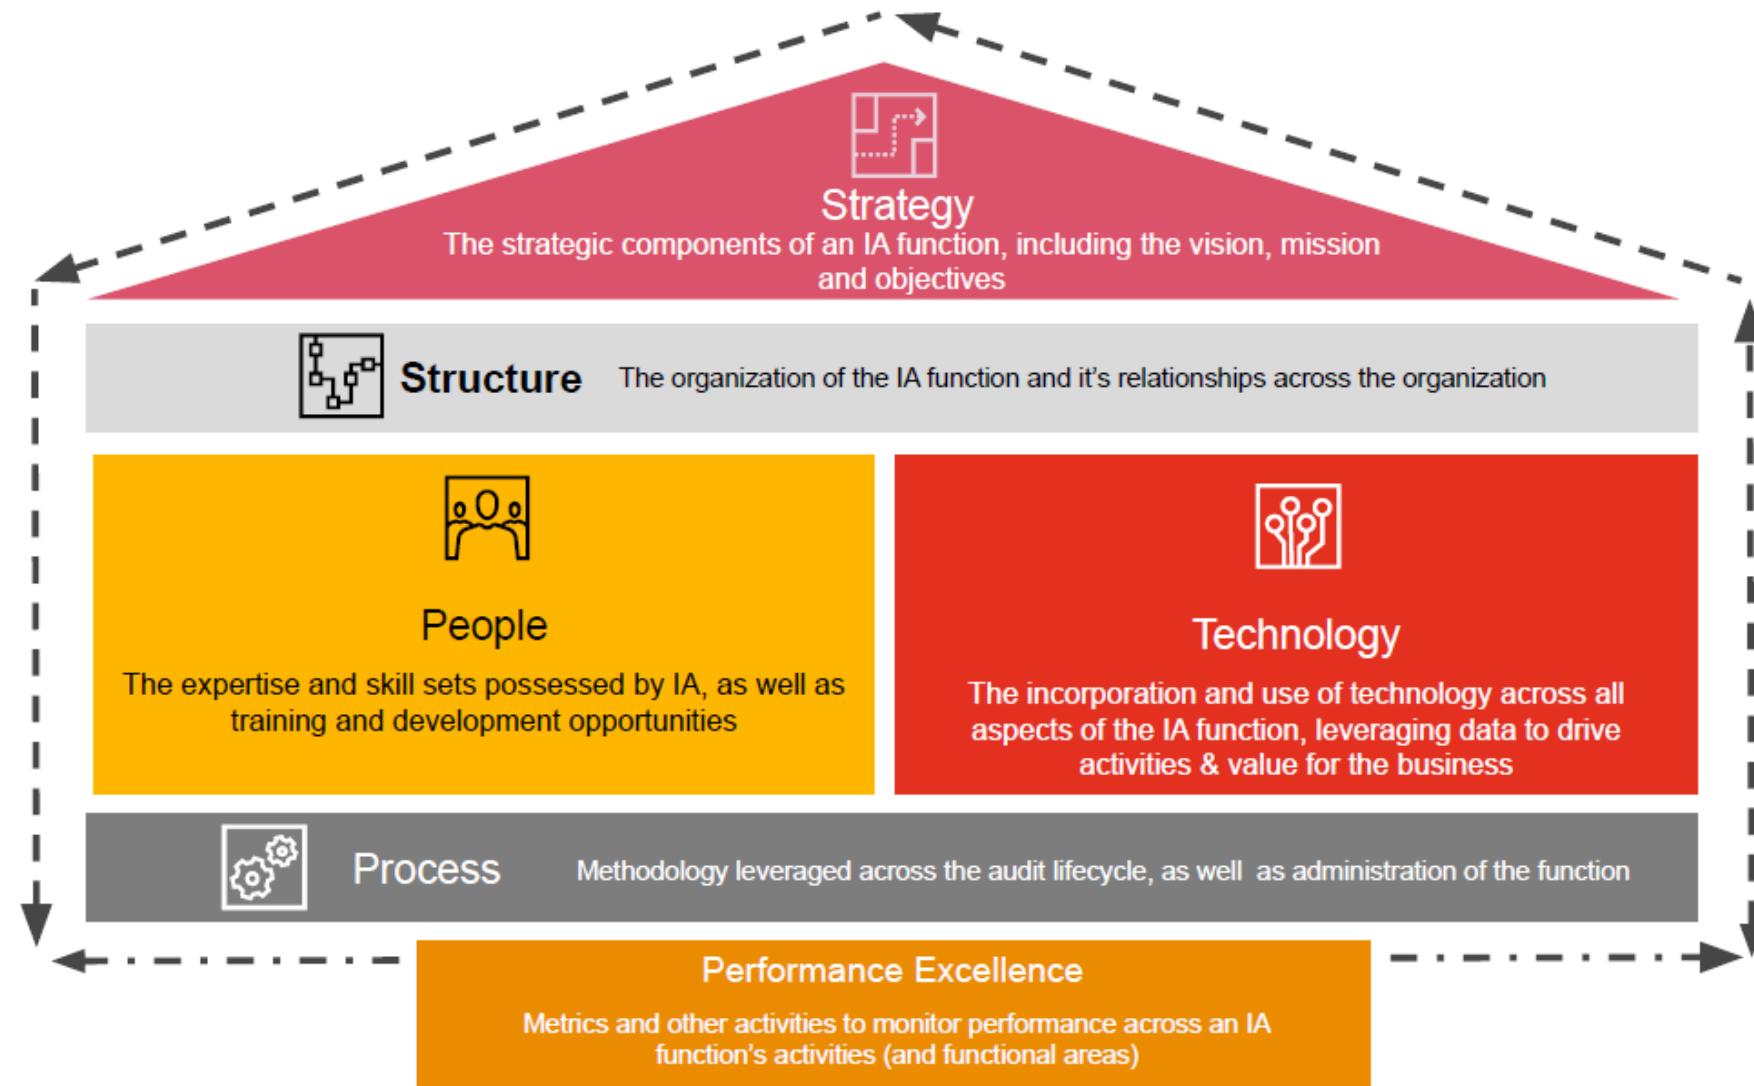 Strategy
The strategic components of an IA function, including the vision, mission
and objectives
Structure
The organization of the IA function and it's relationships across the organization
People
The expertise and skill sets possessed by IA, as well as
training and development opportunities
Technology
The incorporation and use of technology across all
aspects of the IA function, leveraging data to drive
activities & value for the business
Process
Methodology leveraged across the audit lifecycle, as well as administration of the function
Performance Excellence
Metrics and other activities to monitor performance across an IA
function's activities (and functional areas)